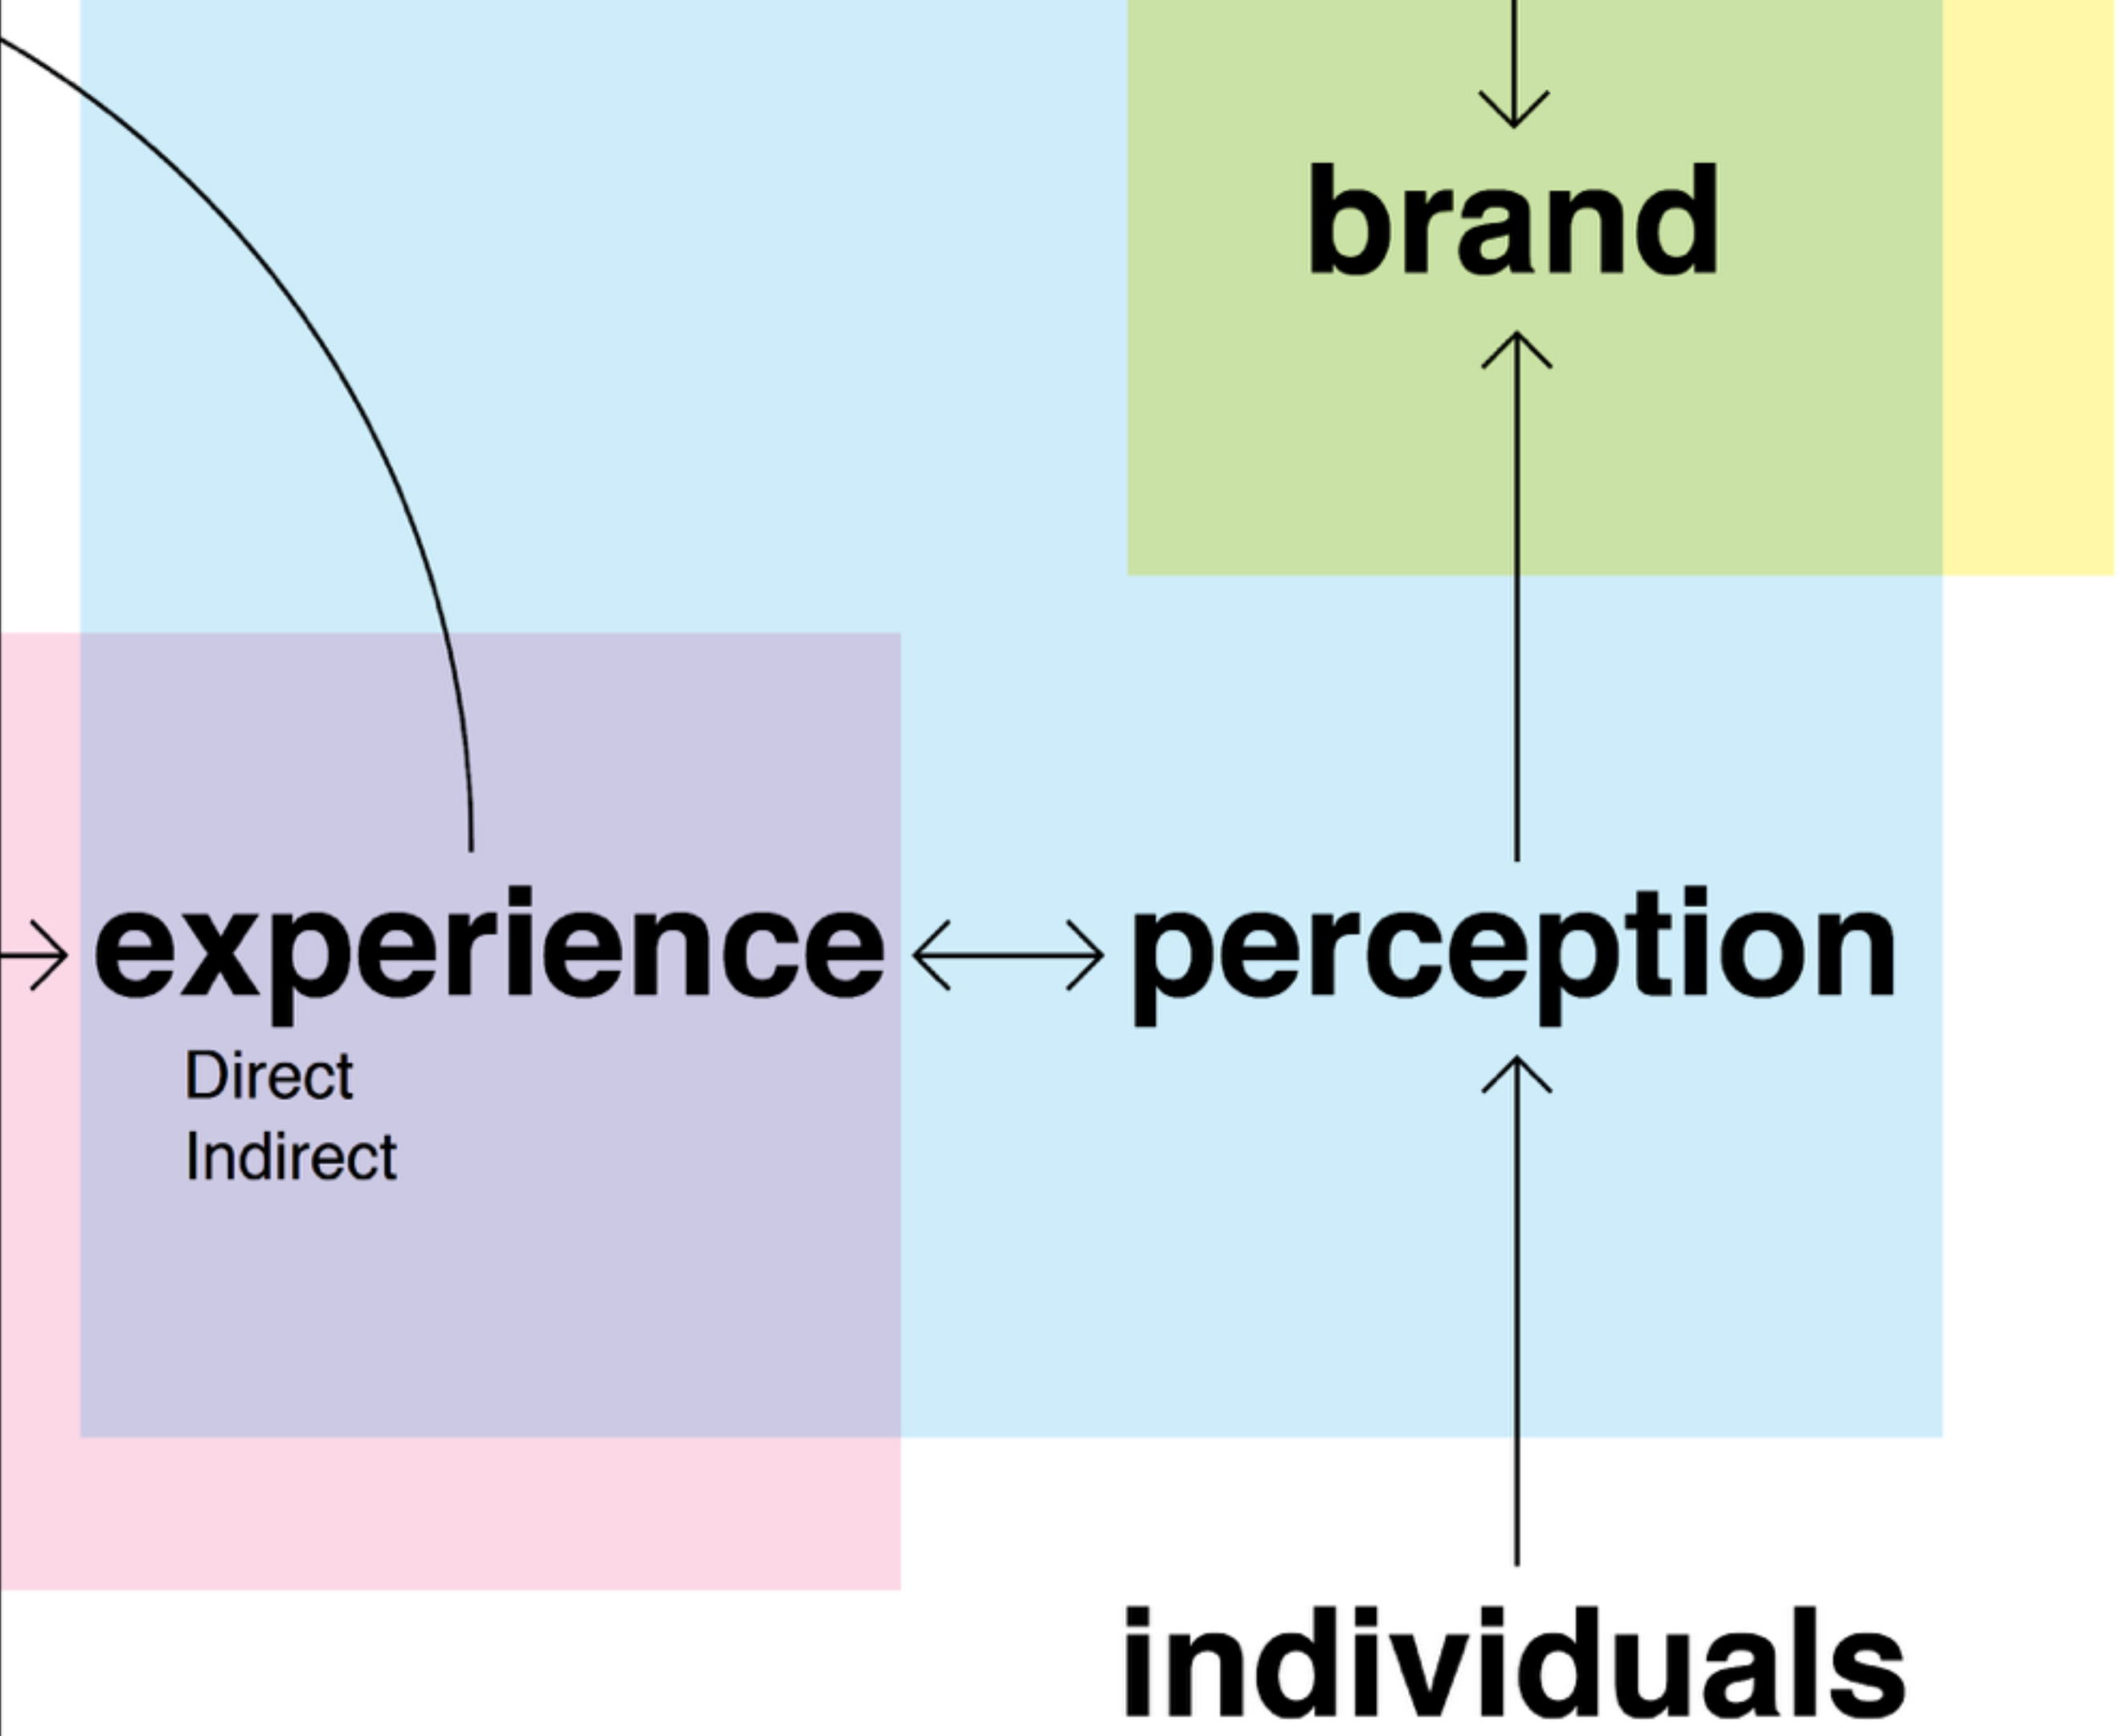 brand
experience
perception
Direct
Indirect
individuals